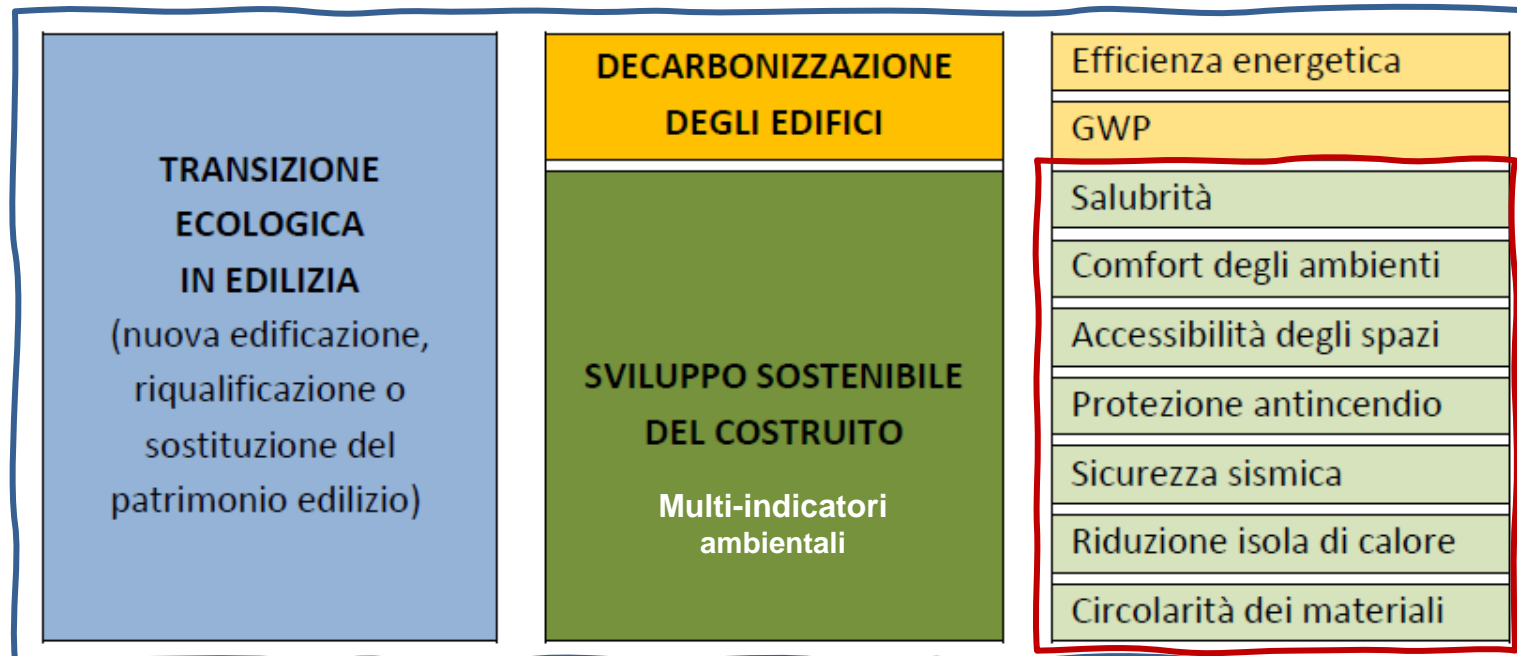 TRANSIZIONE
ECOLOGICA
IN EDILIZIA
(nuova edificazione,
riqualificazione o
sostituzione del
patrimonio edilizio)
DECARBONIZZAZIONE
DEGLI EDIFICI
SVILUPPO SOSTENIBILE
DEL COSTRUITO
Multi-indicatori
ambientali
Efficienza energetica
GWP
Salubrità
Comfort degli ambienti
Accessibilità degli spazi
Protezione antincendio
Sicurezza sismica
Riduzione isola di calore
Circolarità dei materiali